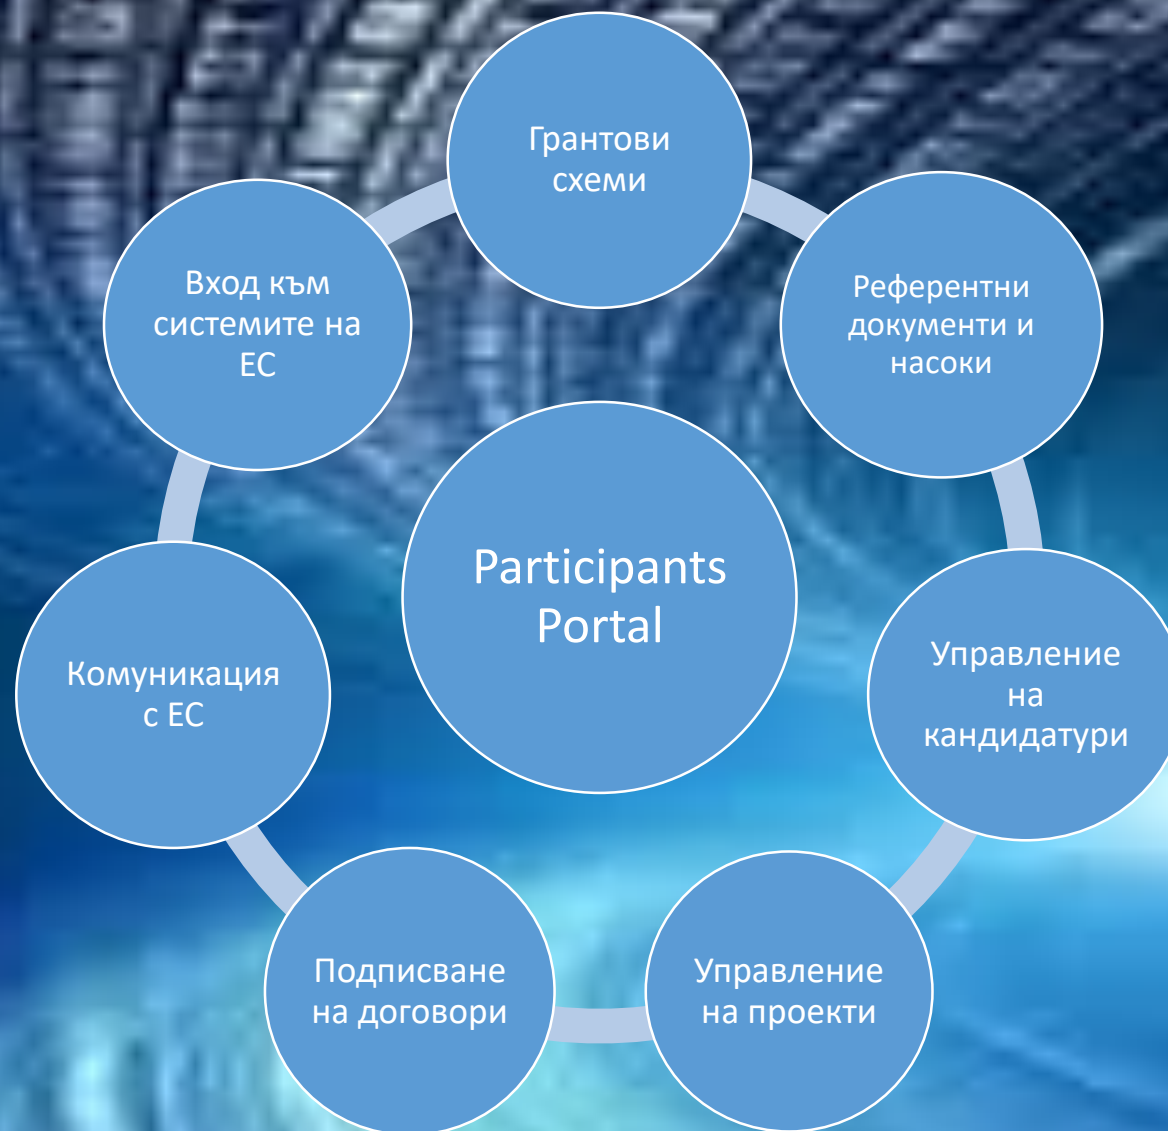 Грантови
схеми
Референтни
документи и
насоки
Управление
на
кандидатури
Управление
на проекти
Подписване
на договори
Комуникация
с ЕС
Вход към
системите на
ЕС
Participants
Portal